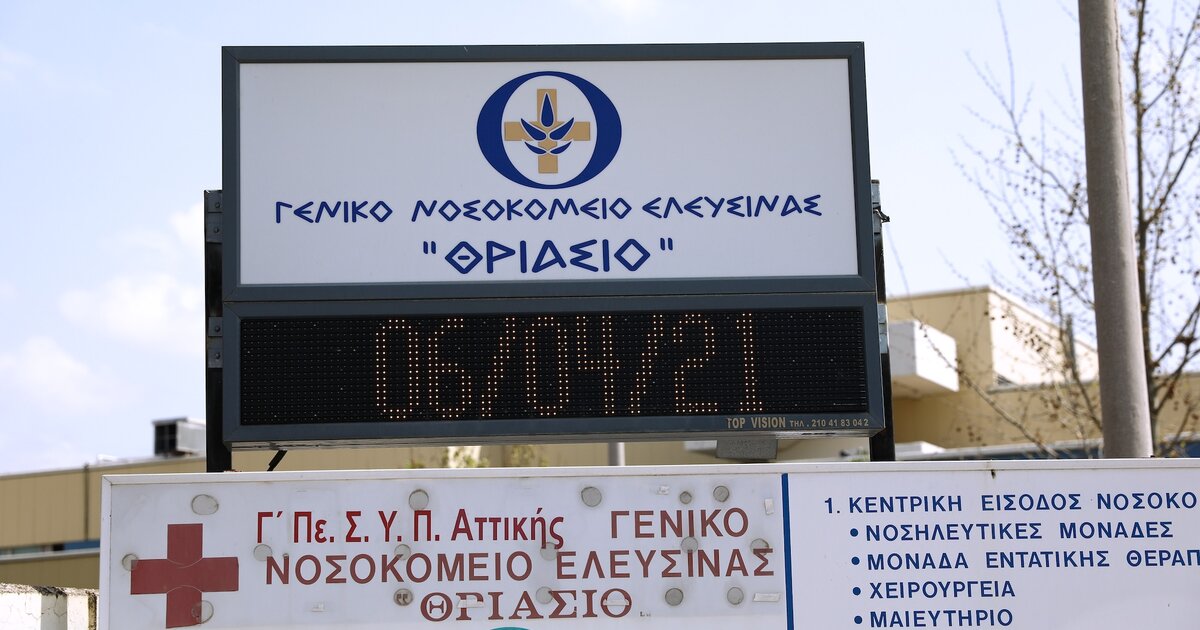 ΓΕΝΙΚΟ ΝΟΣΟΚΟΜΕΙΟ ΕΛΕΥΣΙΝΑΣ
"ΘΡΙΑΣΙΟ"
06/04/21
TOP VISION ΤΗΛ. 210 41 83 042
Γ΄ Πε. Σ. Υ. Π. Αττικής ΓΕΝΙΚΟ
ΝΟΣΟΚΟΜΕΙΟ ΕΛΕΥΣΙΝΑΣ
ΘΡΙΑΣΙΟ
1. ΚΕΝΤΡΙΚΗ ΕΙΣΟΔΟΣ ΝΟΣΟΚΟ
• ΝΟΣΗΛΕΥΤΙΚΕΣ ΜΟΝΑΔΕΣ
• ΜΟΝΑΔΑ ΕΝΤΑΤΙΚΗΣ ΘΕΡΑΠ
• ΧΕΙΡΟΥΡΓΕΙΑ
• ΜΑΙΕΥΤΗΡΙΟ